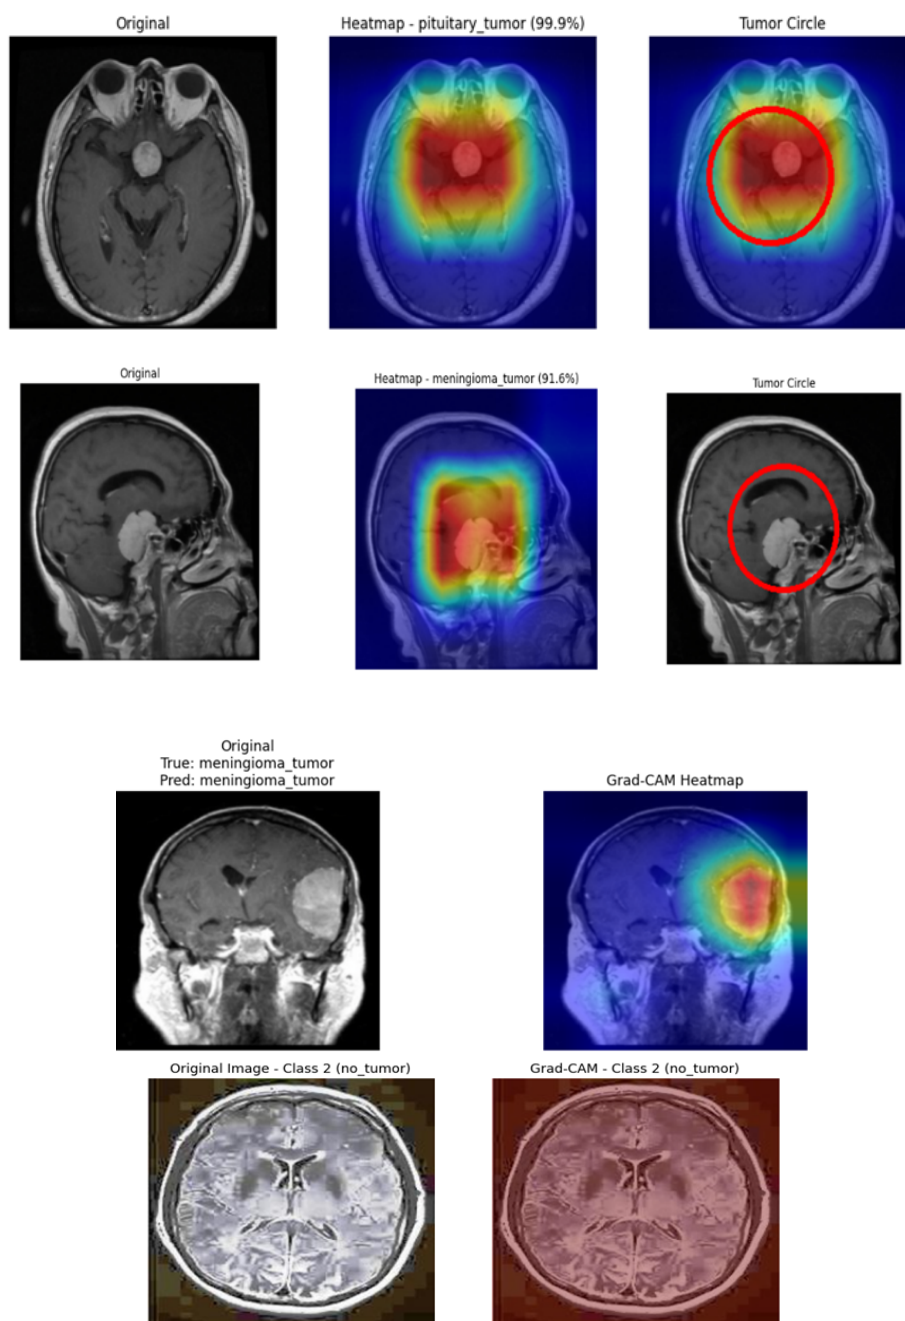 Original
Heatmap - pituitary_tumor (99.9%)
Tumor Circle
Original
Heatmap - meningioma_tumor (91.6%)
Tumor Circle
Original
True: meningioma_tumor
Pred: meningioma_tumor
Grad-CAM Heatmap
Original Image - Class 2 (no_tumor)
Grad-CAM - Class 2 (no_tumor)